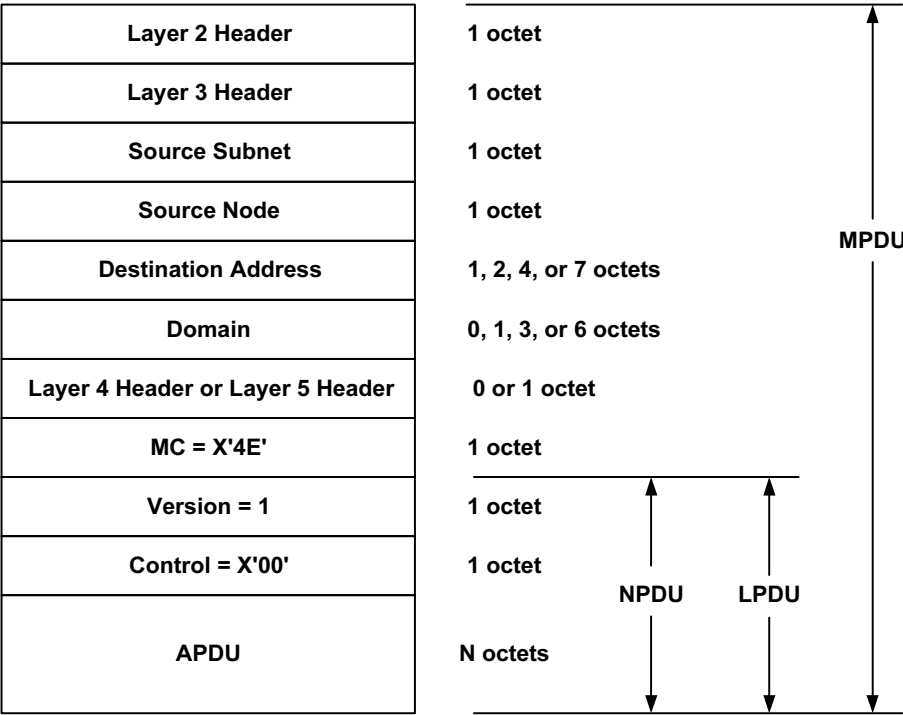 Layer 2 Header 1 octet
Layer 3 Header 1 octet
Source Subnet 1 octet
Source Node 1 octet
MPDU
Destination Address 1, 2, 4, or 7 octets
Domain 0, 1, 3, or 6 octets
Layer 4 Header or Layer 5 Header 0 or 1 octet
MC = X'4E' 1 octet
Version = 1 1 octet
Control = X'00' 1 octet
NPDU LPDU
APDU N octets